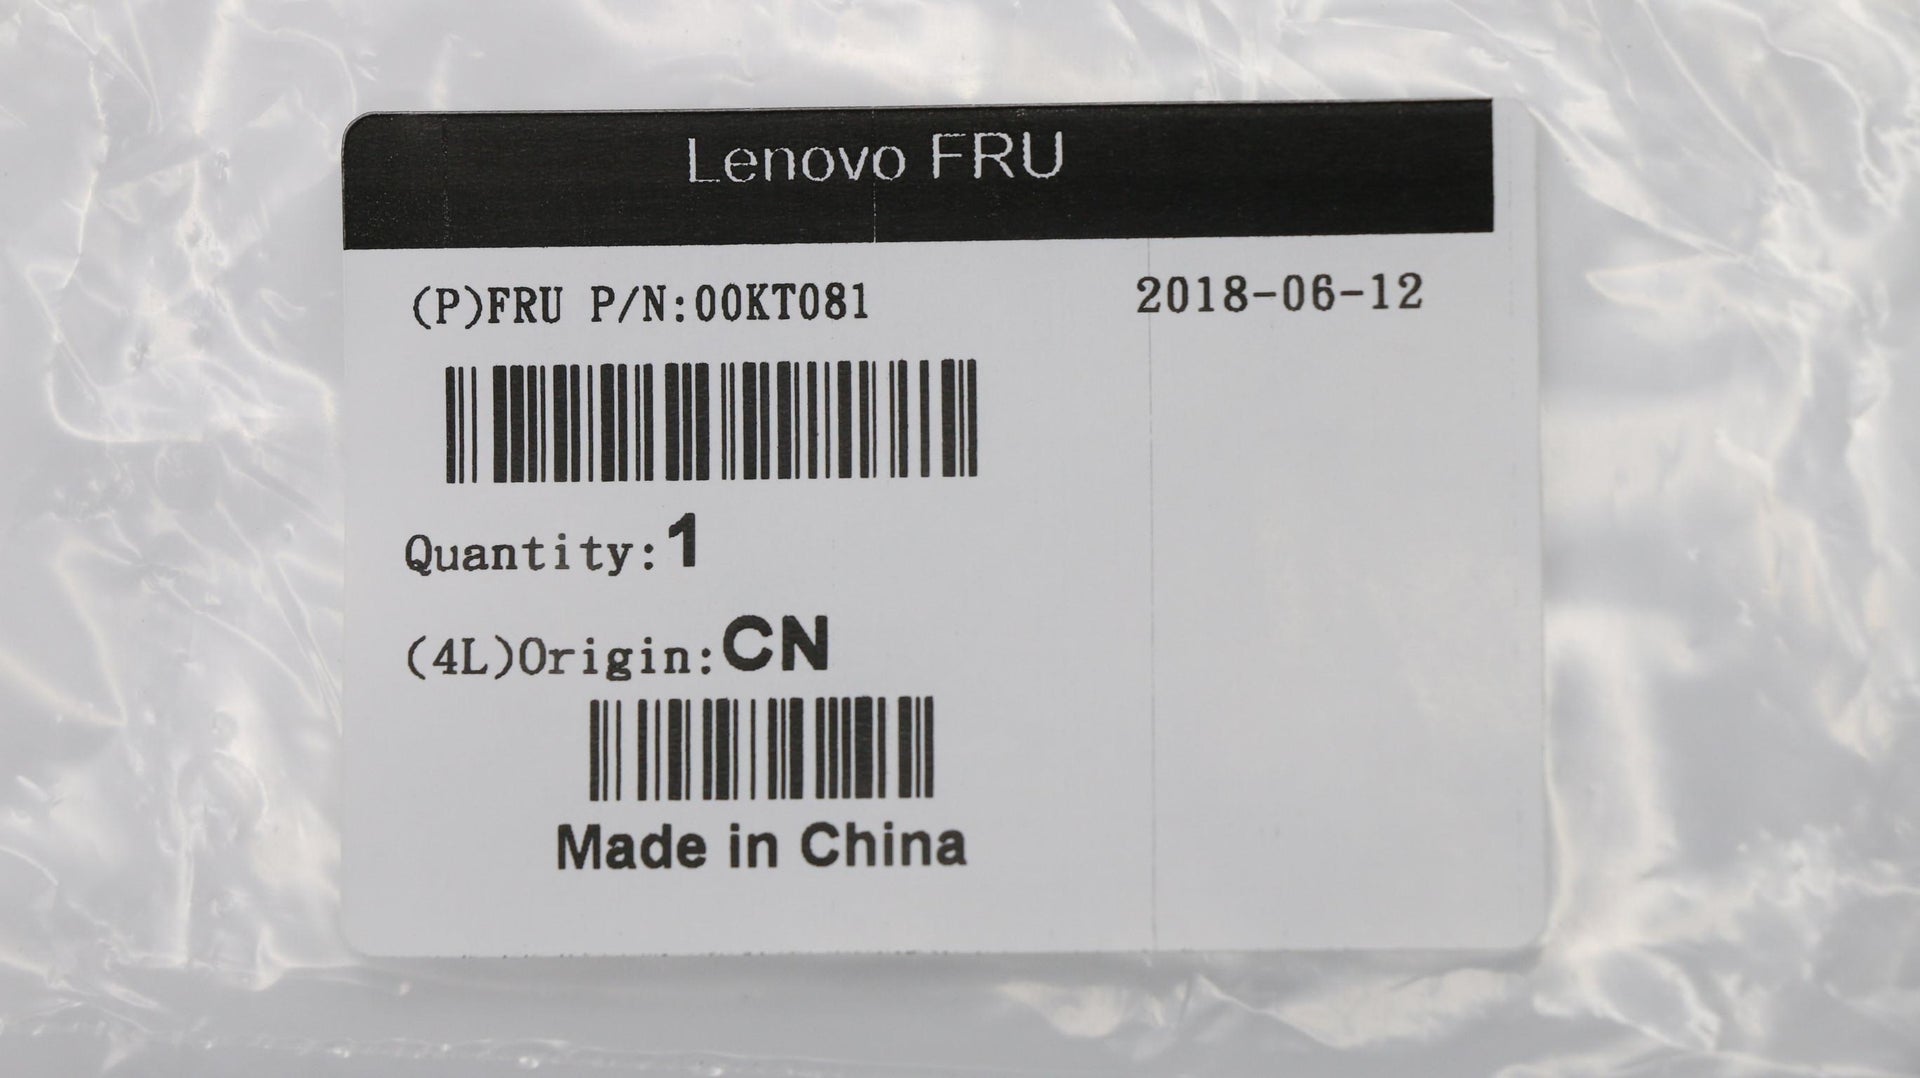 Lenovo FRU
(P)FRU P/N:00KT081 2018-06-12
Quantity:1
(4L)Origin:CN
Made in China